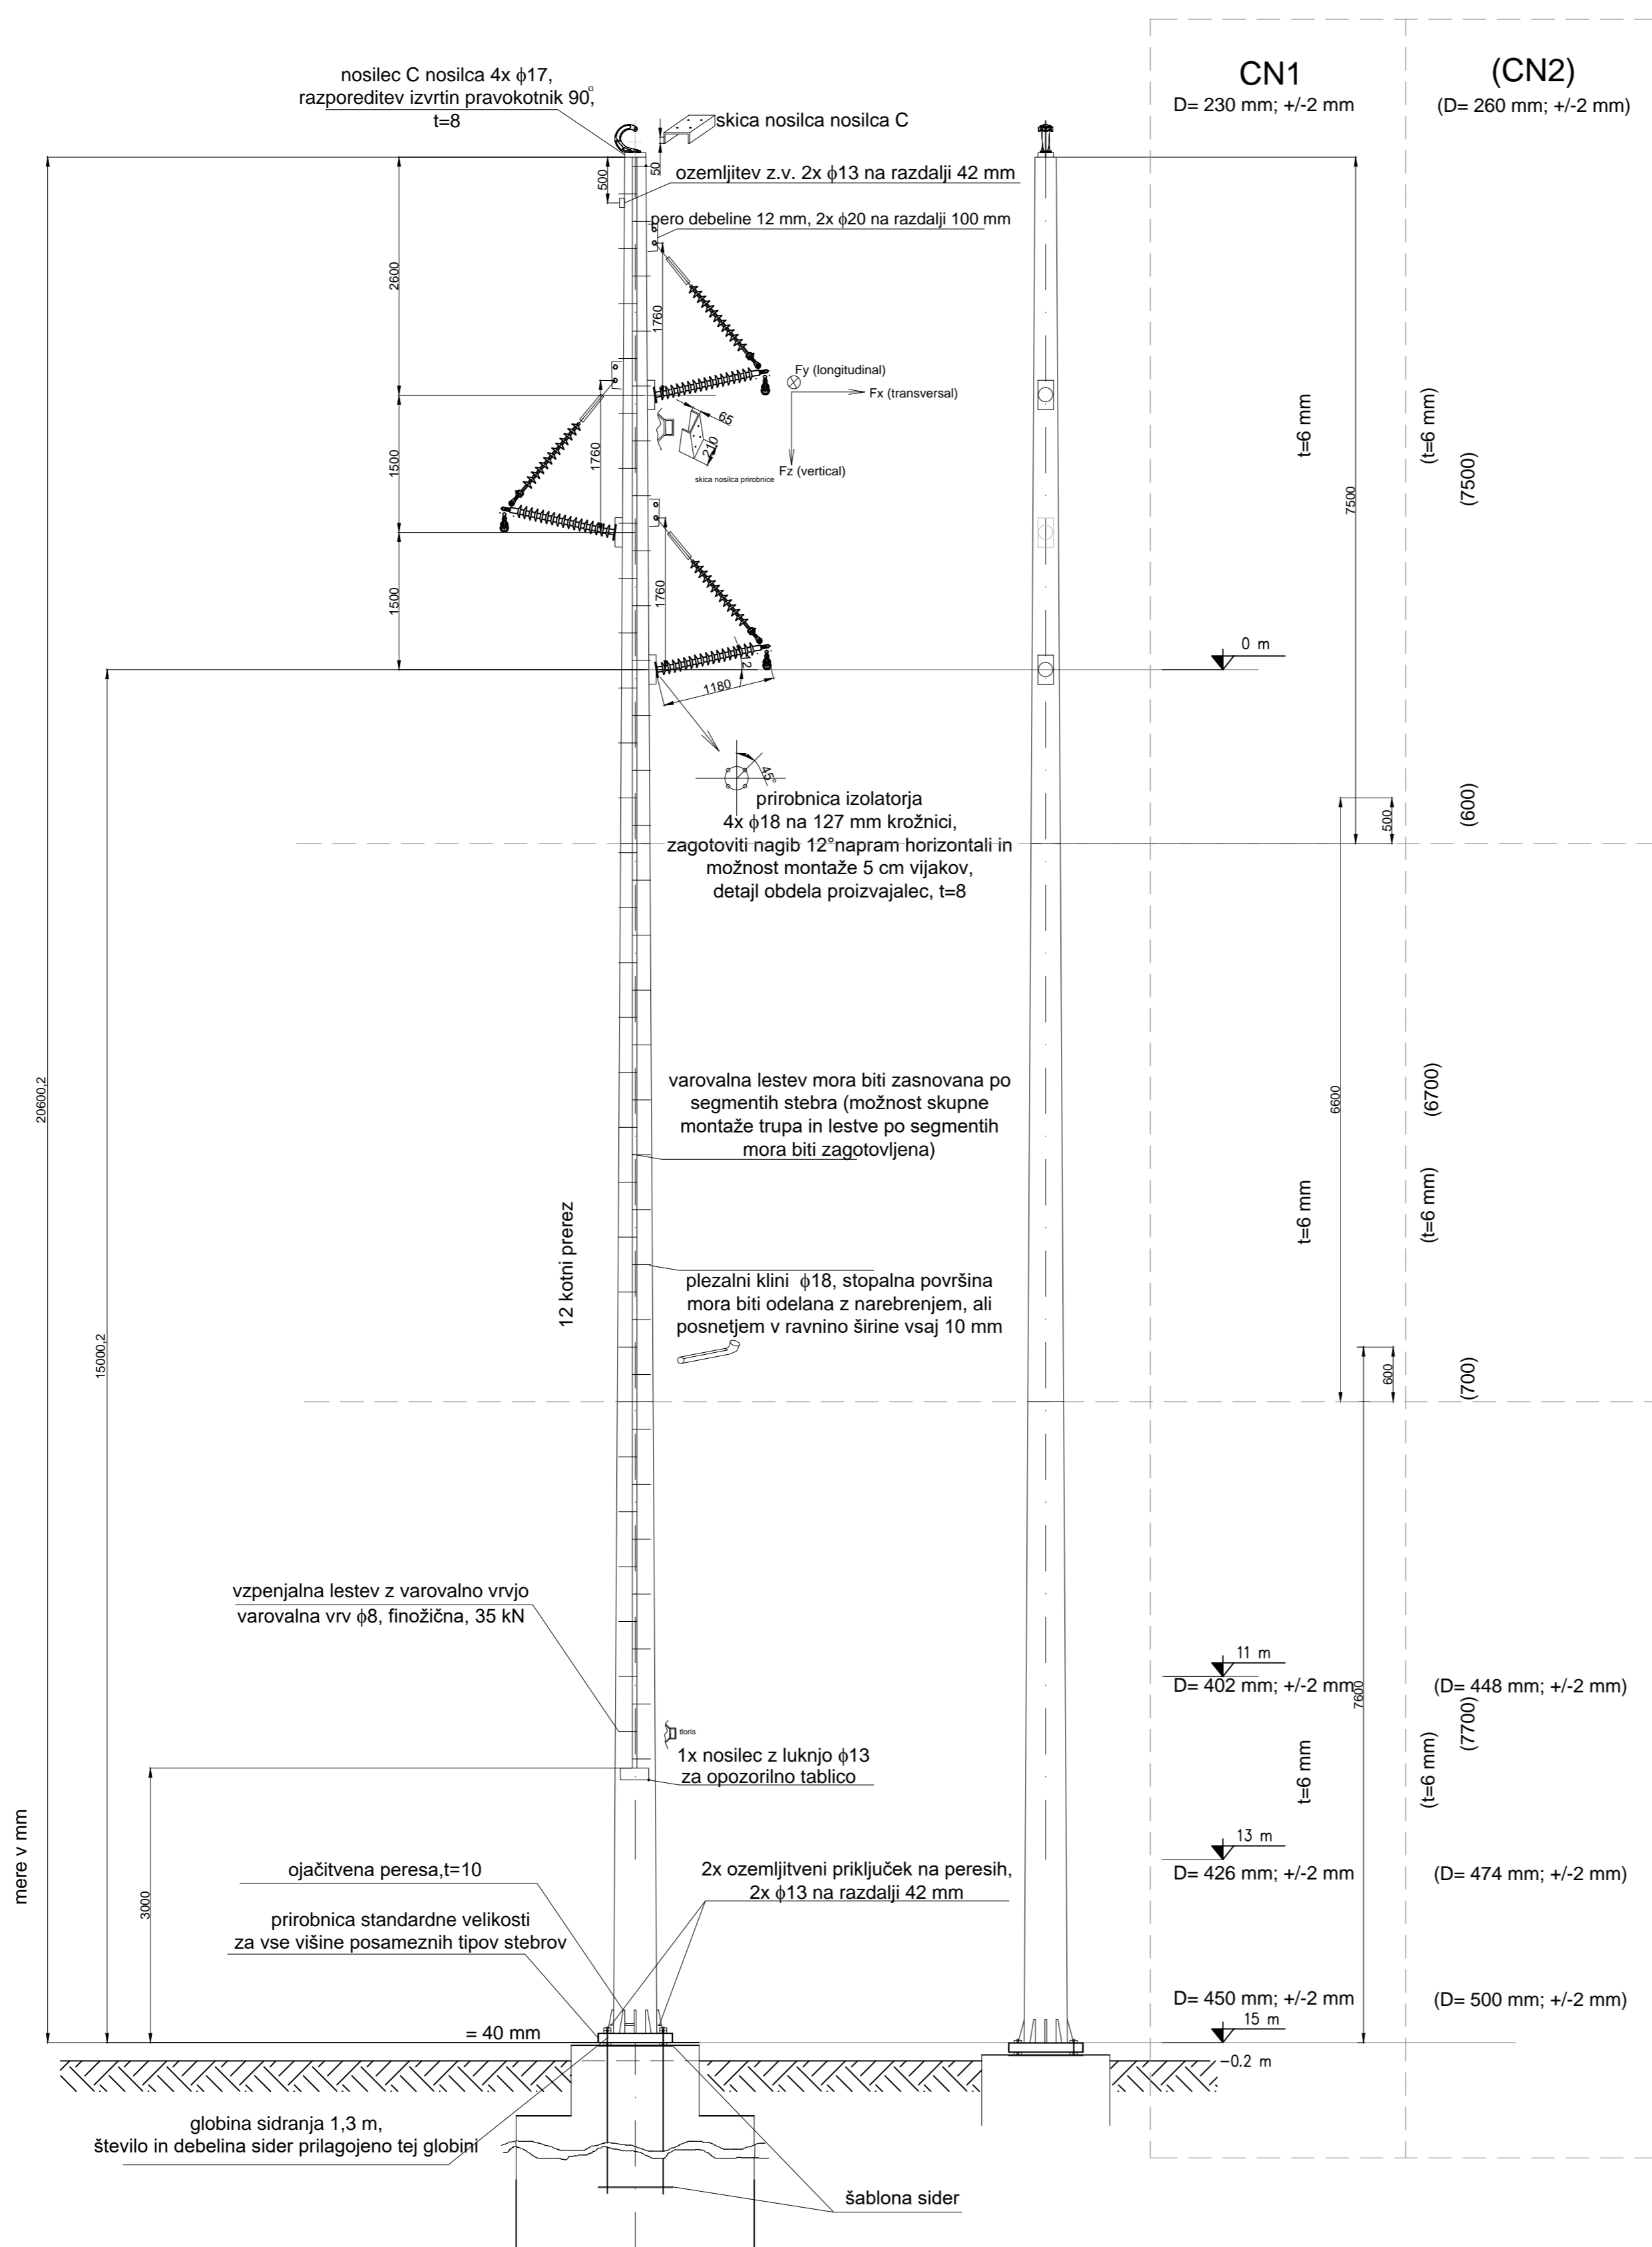 nosilec C nosilca 4x ϕ17,
razporeditev izvrtin pravokotnik 90°,
t=8
skica nosilca nosilca C
50
500
ozemljitev z.v. 2x ϕ13 na razdalji 42 mm
pero debeline 12 mm, 2x ϕ20 na razdalji 100 mm
2600
1760
Fy (longitudinal)
Fx (transversal)
Fz (vertical)
65
210
skica nosilca prirobnice
1500
1760
1500
1760
12
1180
45°
prirobnica izolatorja
4x ϕ18 na 127 mm krožnici,
zagotoviti nagib 12°napram horizontali in
možnost montaže 5 cm vijakov,
detajl obdela proizvajalec, t=8
20600,2
15000,2
varovalna lestev mora biti zasnovana po
segmentih stebra (možnost skupne
montaže trupa in lestve po segmentih
mora biti zagotovljena)
12 kotni prerez
plezalni klini ϕ18, stopalna površina
mora biti odelana z narebrenjem, ali
posnetjem v ravnino širine vsaj 10 mm
vzpenjalna lestev z varovalno vrvjo
varovalna vrv ϕ8, finožična, 35 kN
tloris
1x nosilec z luknjo ϕ13
za opozorilno tablico
mere v mm
3000
ojačitvena peresa,t=10
2x ozemljitveni priključek na peresih,
2x ϕ13 na razdalji 42 mm
prirobnica standardne velikosti
za vse višine posameznih tipov stebrov
= 40 mm
globina sidranja 1,3 m,
število in debelina sider prilagojeno tej globini
šablona sider
CN1
D= 230 mm; +/-2 mm
(CN2)
(D= 260 mm; +/-2 mm)
t=6 mm
7500
(t=6 mm)
(7500)
0 m
500
(600)
6600
(6700)
t=6 mm
(t=6 mm)
600
(700)
11 m
D= 402 mm; +/-2 mm
(D= 448 mm; +/-2 mm)
7600
(7700)
t=6 mm
(t=6 mm)
13 m
D= 426 mm; +/-2 mm
(D= 474 mm; +/-2 mm)
D= 450 mm; +/-2 mm
(D= 500 mm; +/-2 mm)
15 m
-0.2 m